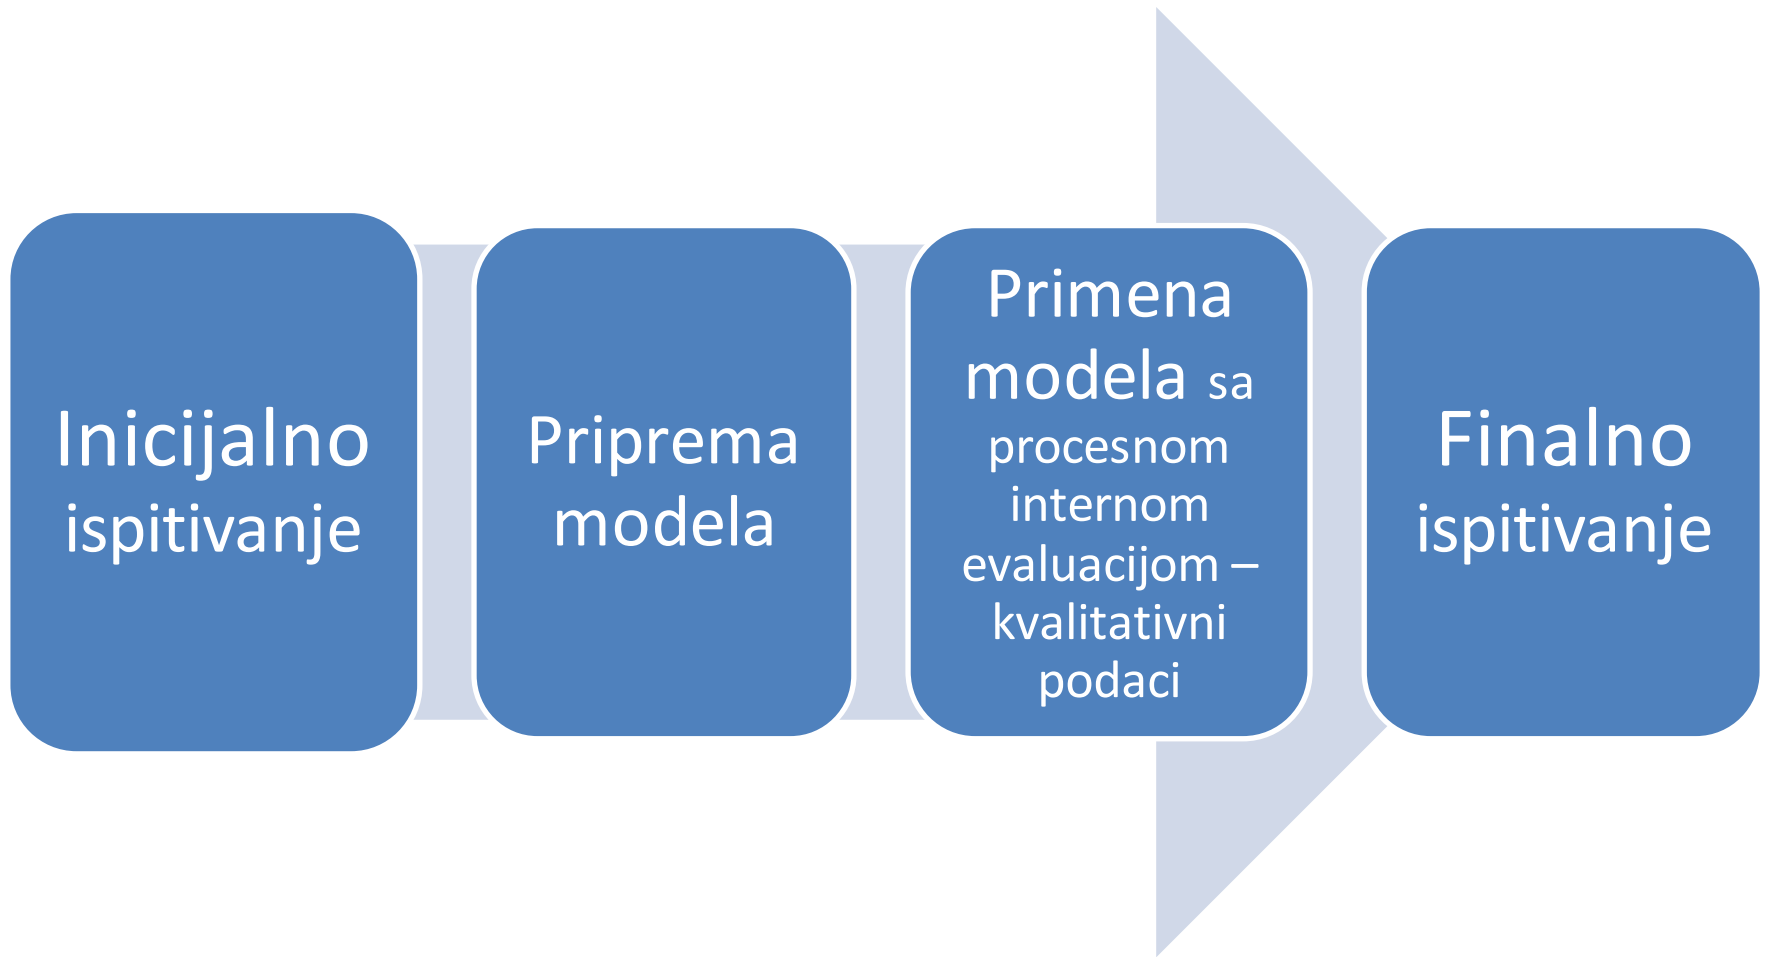 Inicijalno
ispitivanje
Priprema
modela
Primena
modela sa
procesnom
internom
evaluacijom –
kvalitativni
podaci
Finalno
ispitivanje